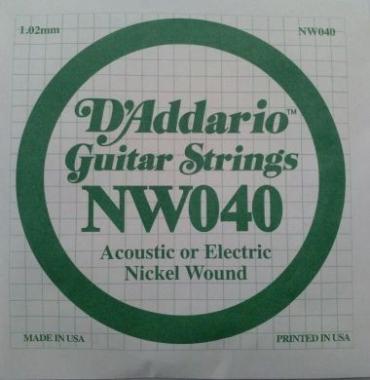 1.02mm NW040
D'Addario™
Guitar Strings
NW040
Acoustic or Electric
Nickel Wound
MADE IN USA PRINTED IN USA